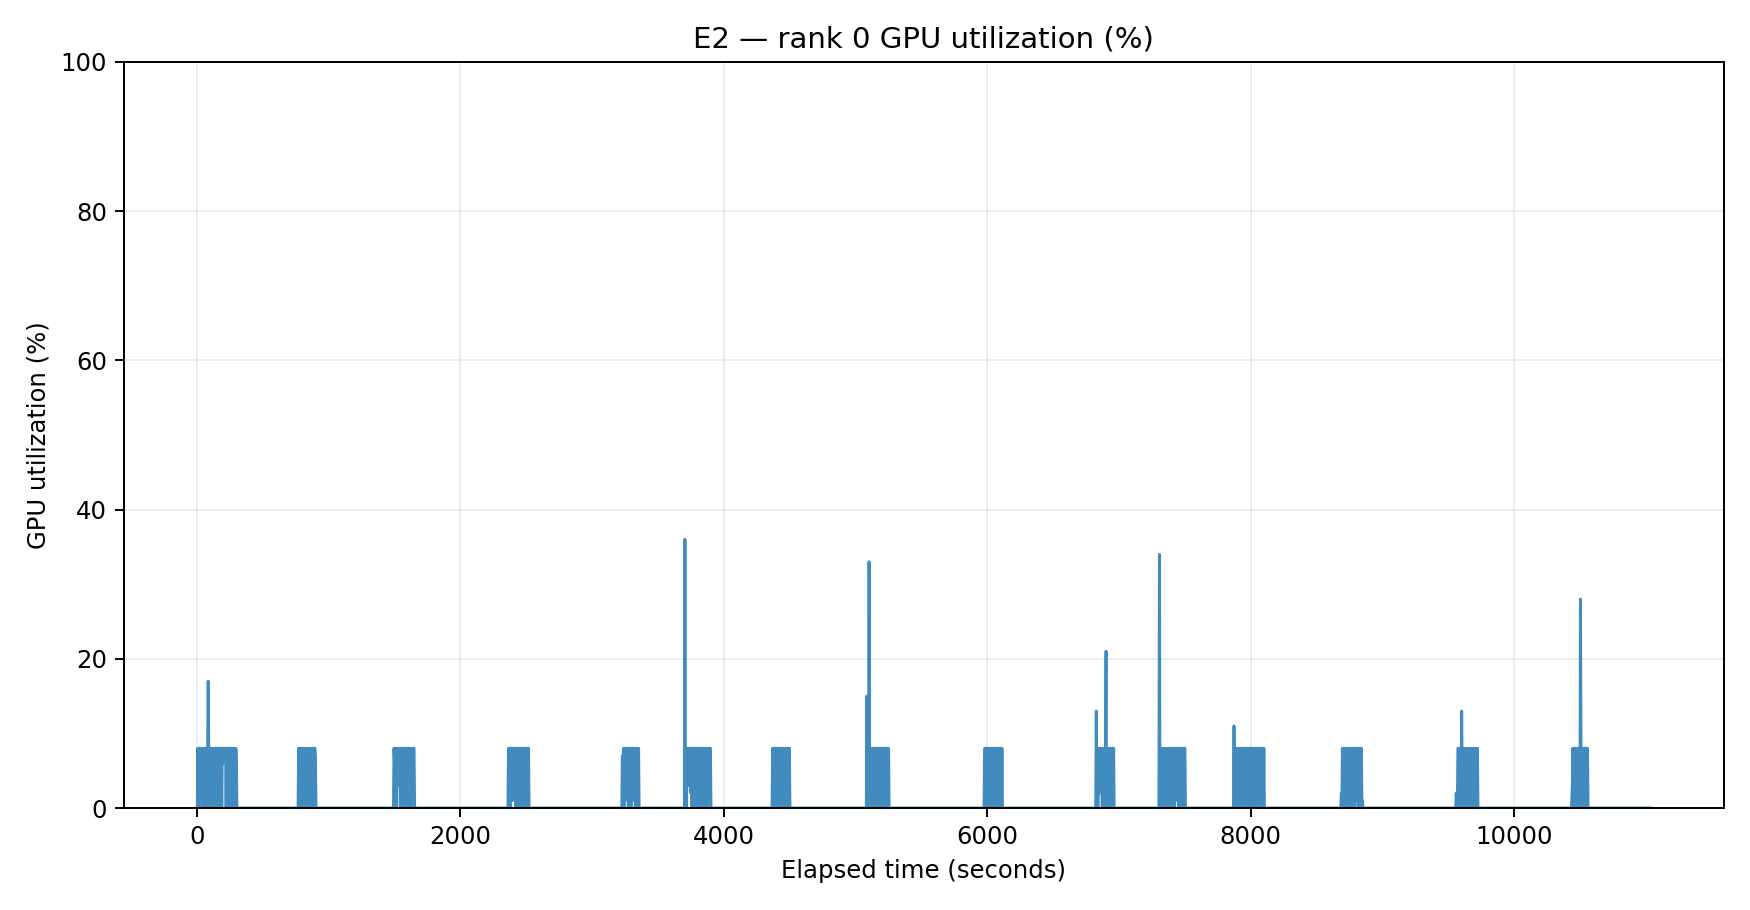 E2 — rank 0 GPU utilization (%)
GPU utilization (%)
100
80
60
40
20
0
0 2000 4000 6000 8000 10000
Elapsed time (seconds)